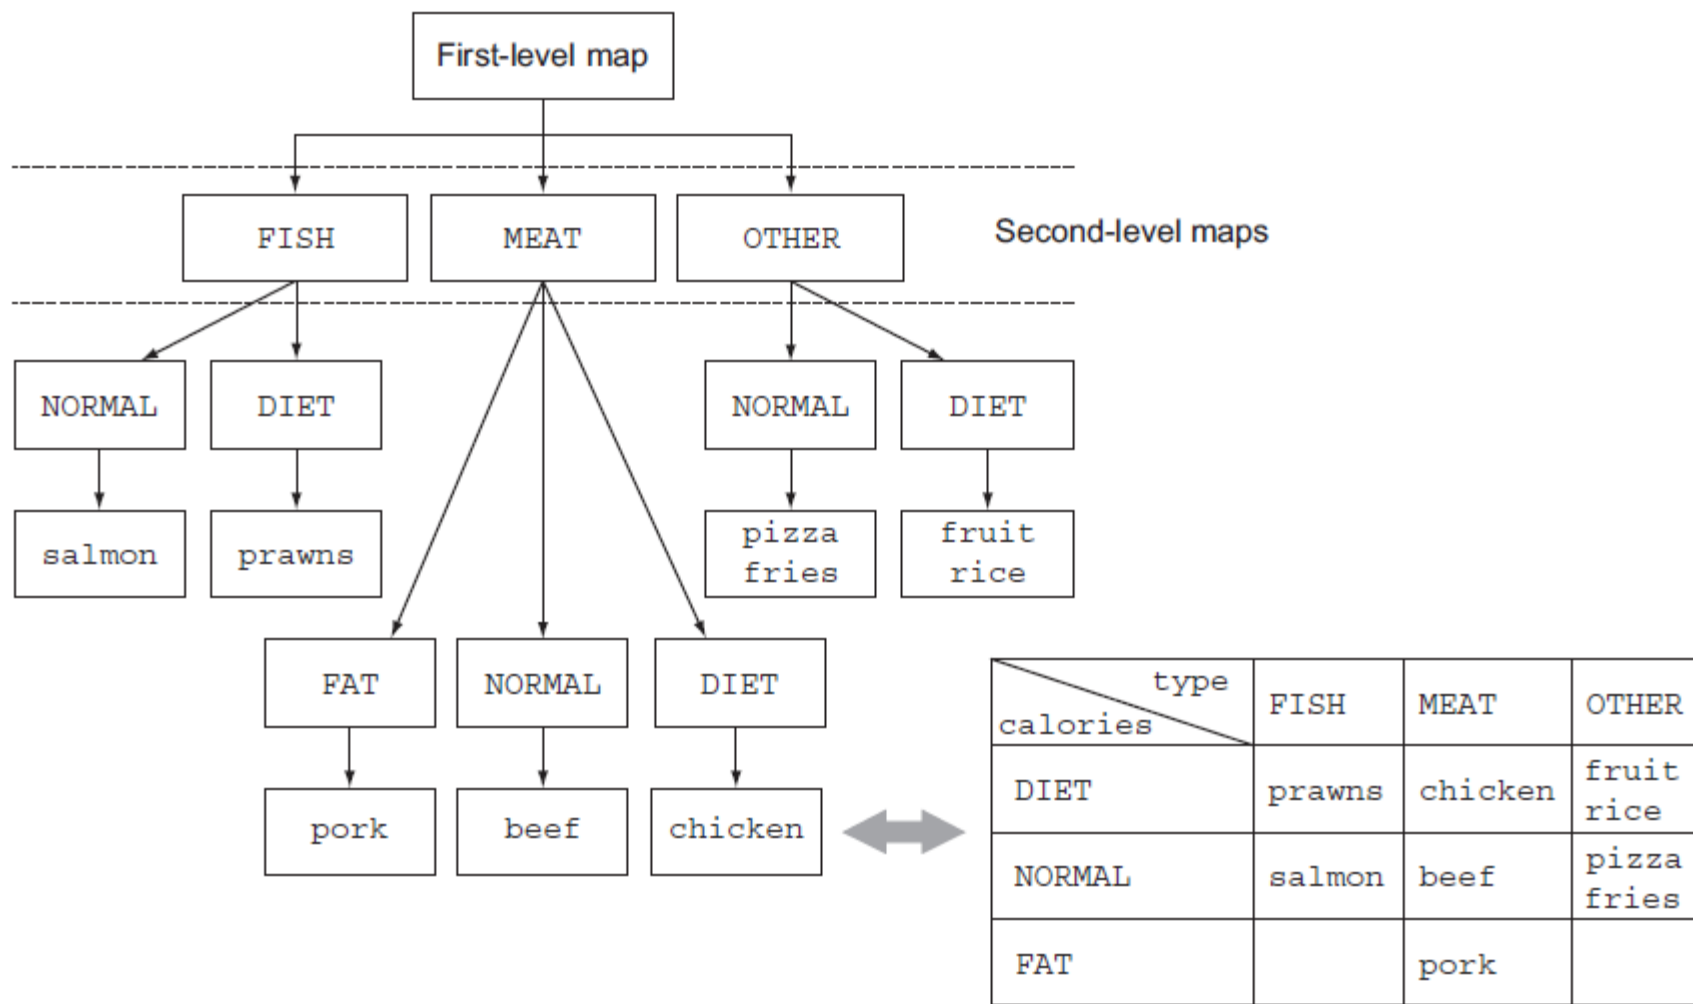 First-level map
FISH
MEAT
OTHER
Second-level maps
NORMAL
DIET
NORMAL
DIET
salmon
prawns
pizza
fries
fruit
rice
FAT
NORMAL
DIET
pork
beef
chicken
type
calories
FISH
MEAT
OTHER
DIET
prawns
chicken
fruit
rice
NORMAL
salmon
beef
pizza
fries
FAT
pork